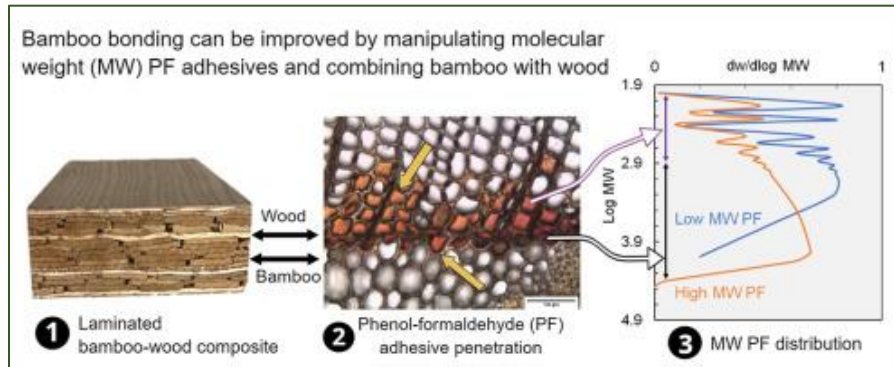 Bamboo bonding can be improved by manipulating molecular
weight (MW) PF adhesives and combining bamboo with wood
Wood
Bamboo
1 Laminated
bamboo-wood composite
2 Phenol-formaldehyde (PF)
adhesive penetration
0 dw/dlog MW 1
1.9
2.9
3.9
4.9
Log MW
Low MW PF
High MW PF
3 MW PF distribution